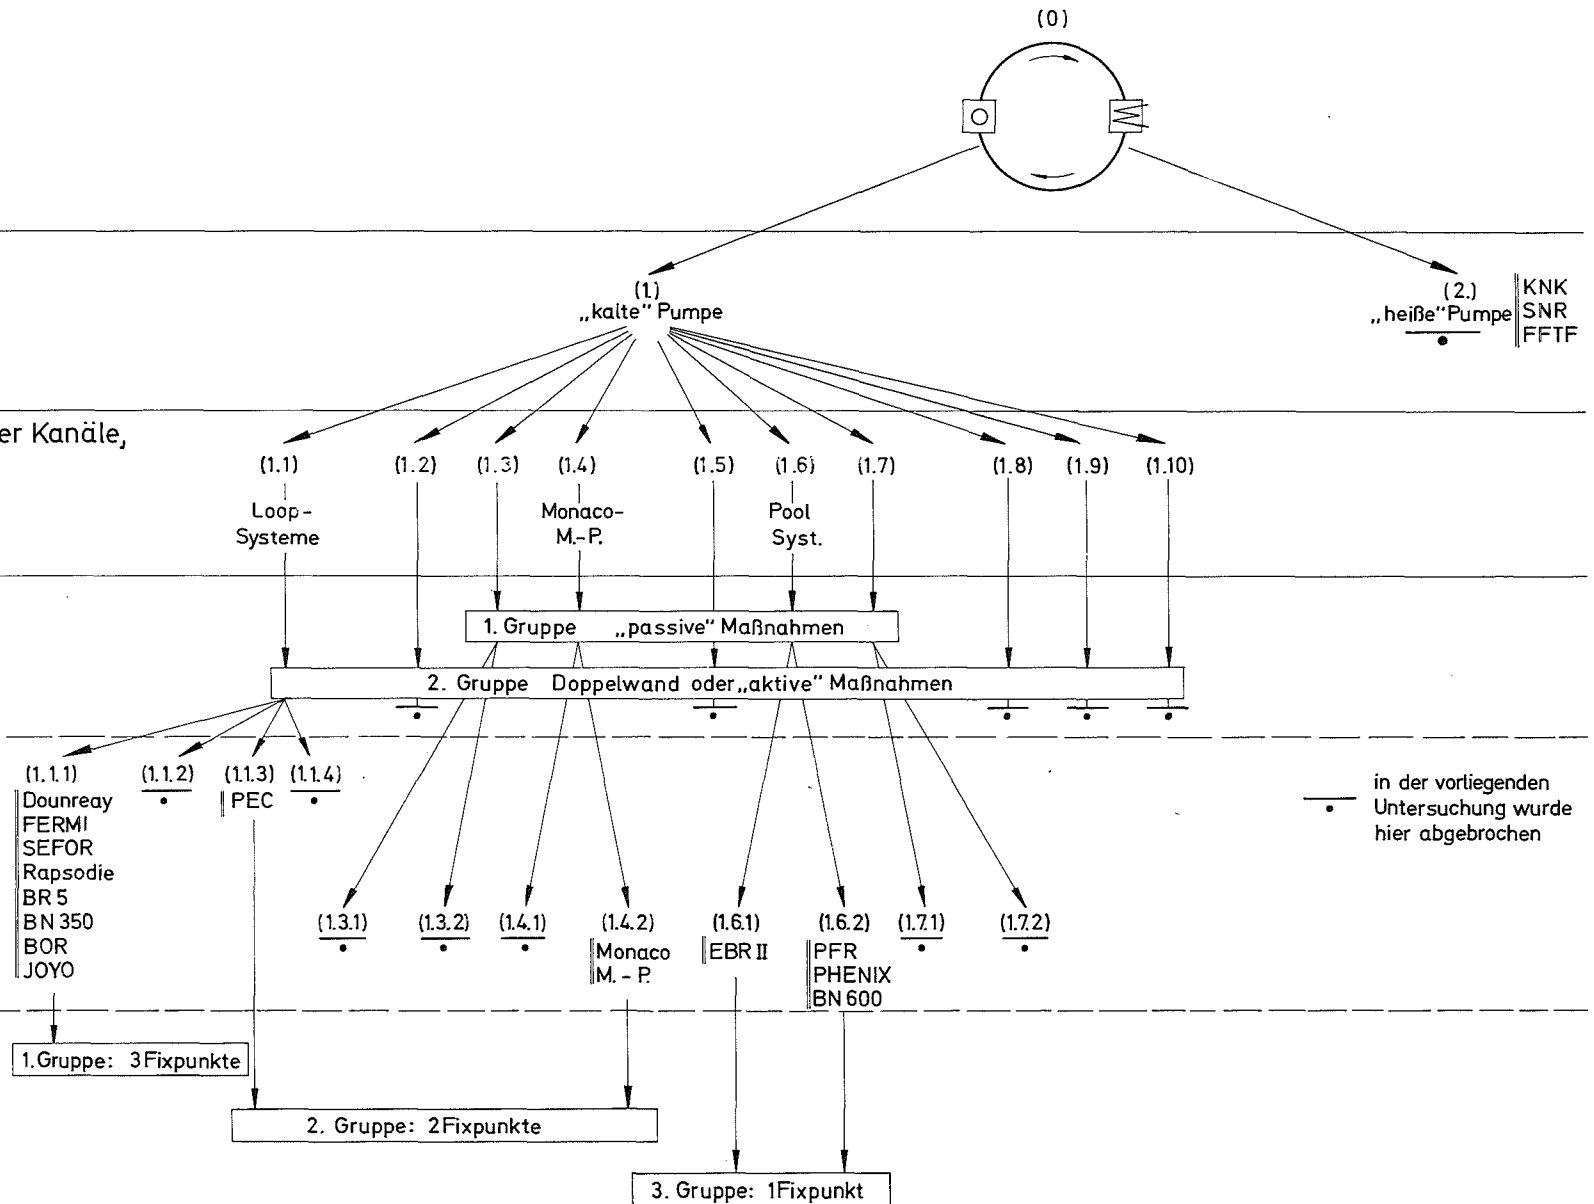 (0)
(1.)
„kalte" Pumpe
(2.)
„heiße" Pumpe
KNK
SNR
FFTF
er Kanäle,
(1.1)
(1.2)
(1.3)
(1.4)
(1.5)
(1.6)
(1.7)
(1.8)
(1.9)
(1.10)
Loop-
Systeme
Monaco-
M.-P.
Pool
Syst.
1. Gruppe „passive" Maßnahmen
2. Gruppe Doppelwand oder „aktive" Maßnahmen
(1.1.1)
Dounreay
FERMI
SEFOR
Rapsodie
BR 5
BN 350
BOR
JOYO
(1.1.2)
(1.1.3)
PEC
(1.1.4)
in der vorliegenden
Untersuchung wurde
hier abgebrochen
(1.3.1)
(1.3.2)
(1.4.1)
(1.4.2)
Monaco
M.-P.
(1.6.1)
EBR II
(1.6.2)
PFR
PHENIX
BN 600
(1.7.1)
(1.7.2)
1. Gruppe: 3 Fixpunkte
2. Gruppe: 2 Fixpunkte
3. Gruppe: 1 Fixpunkt